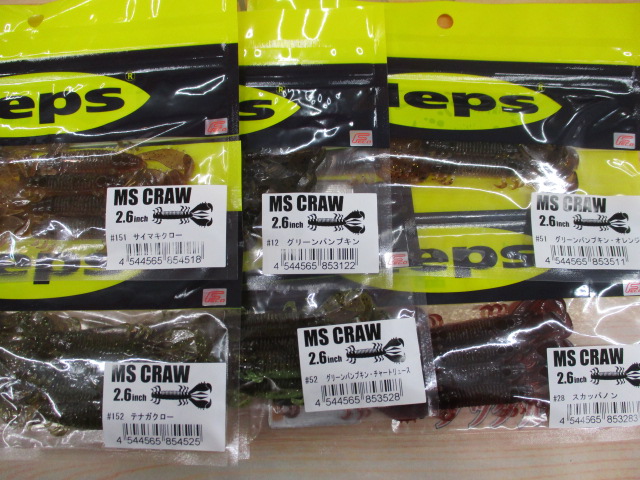 deps®
deps
deps®
MS CRAW
2.6inch
#151 サイマキクロー
4 544565 854518
MS CRAW
2.6inch
#12 グリーンパンプキン
4 544565 853122
MS CRAW
2.6inch
#51 グリーンパンプキン・オレンジ
4 544565 853511
deps
MS CRAW
2.6inch
#152 テナガクロー
4 544565 854525
MS CRAW
2.6inch
#52 グリーンパンプキン・チャートリュース
4 544565 853528
MS CRAW
2.6inch
#28 スカッパノン
4 544565 853283